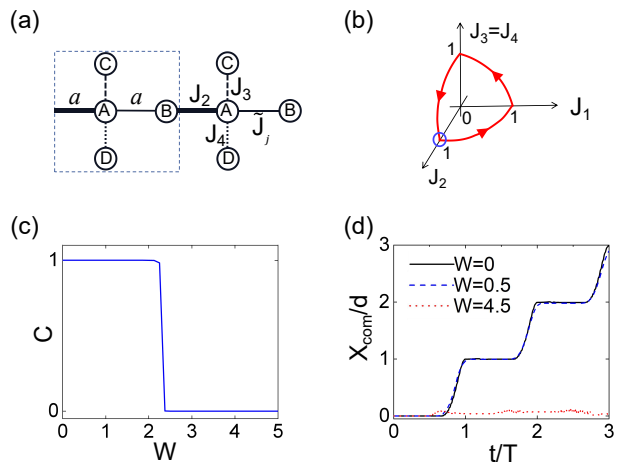 (a)
C C
a a J₂ J₃
A B A B
J₄ J̃ⱼ
D D
(b)
J₃=J₄
1
J₁
0 1
1
J₂
(c)
1
C
0
0 1 2 3 4 5
W
(d)
3
W=0
W=0.5
W=4.5
2
X_com/d
1
0
0 1 2 3
t/T